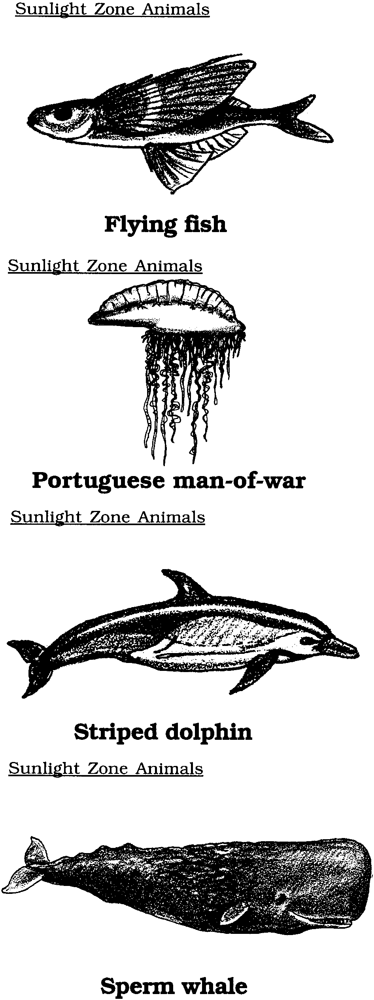 Sunlight Zone Animals
Flying fish
Sunlight Zone Animals
Portuguese man-of-war
Sunlight Zone Animals
Striped dolphin
Sunlight Zone Animals
Sperm whale